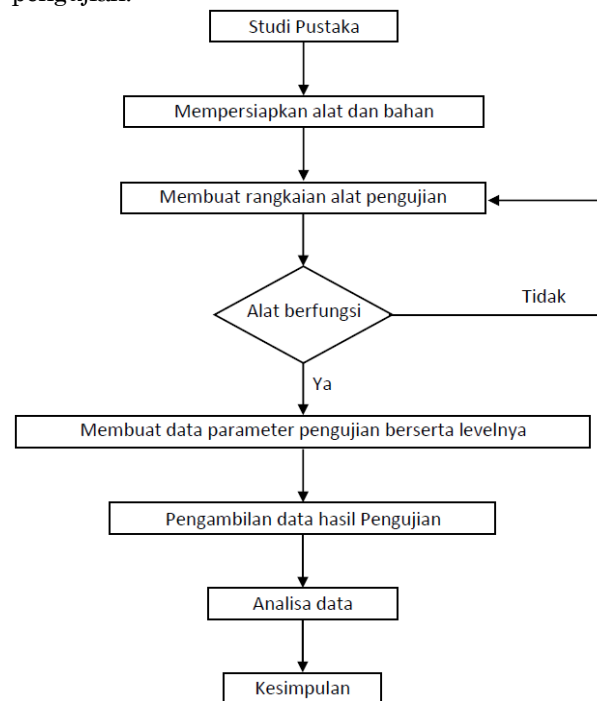 pengujian.
Studi Pustaka
Mempersiapkan alat dan bahan
Membuat rangkaian alat pengujian
Alat berfungsi
Tidak
Ya
Membuat data parameter pengujian berserta levelnya
Pengambilan data hasil Pengujian
Analisa data
Kesimpulan